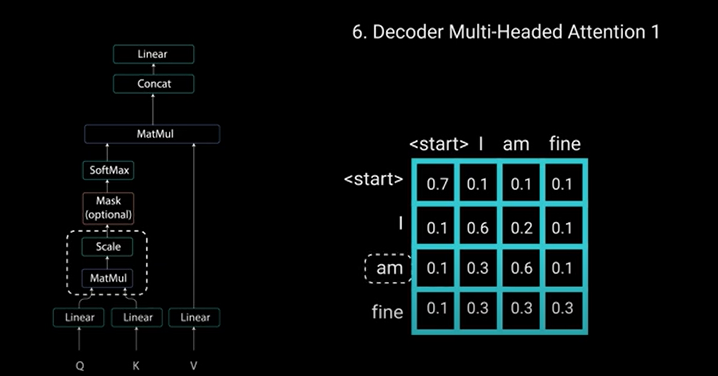 6. Decoder Multi-Headed Attention 1
Linear
Concat
MatMul
SoftMax
Mask
(optional)
Scale
MatMul
Linear Linear Linear
Q K V
<start> I am fine
<start> 0.7 0.1 0.1 0.1
I 0.1 0.6 0.2 0.1
am 0.1 0.3 0.6 0.1
fine 0.1 0.3 0.3 0.3